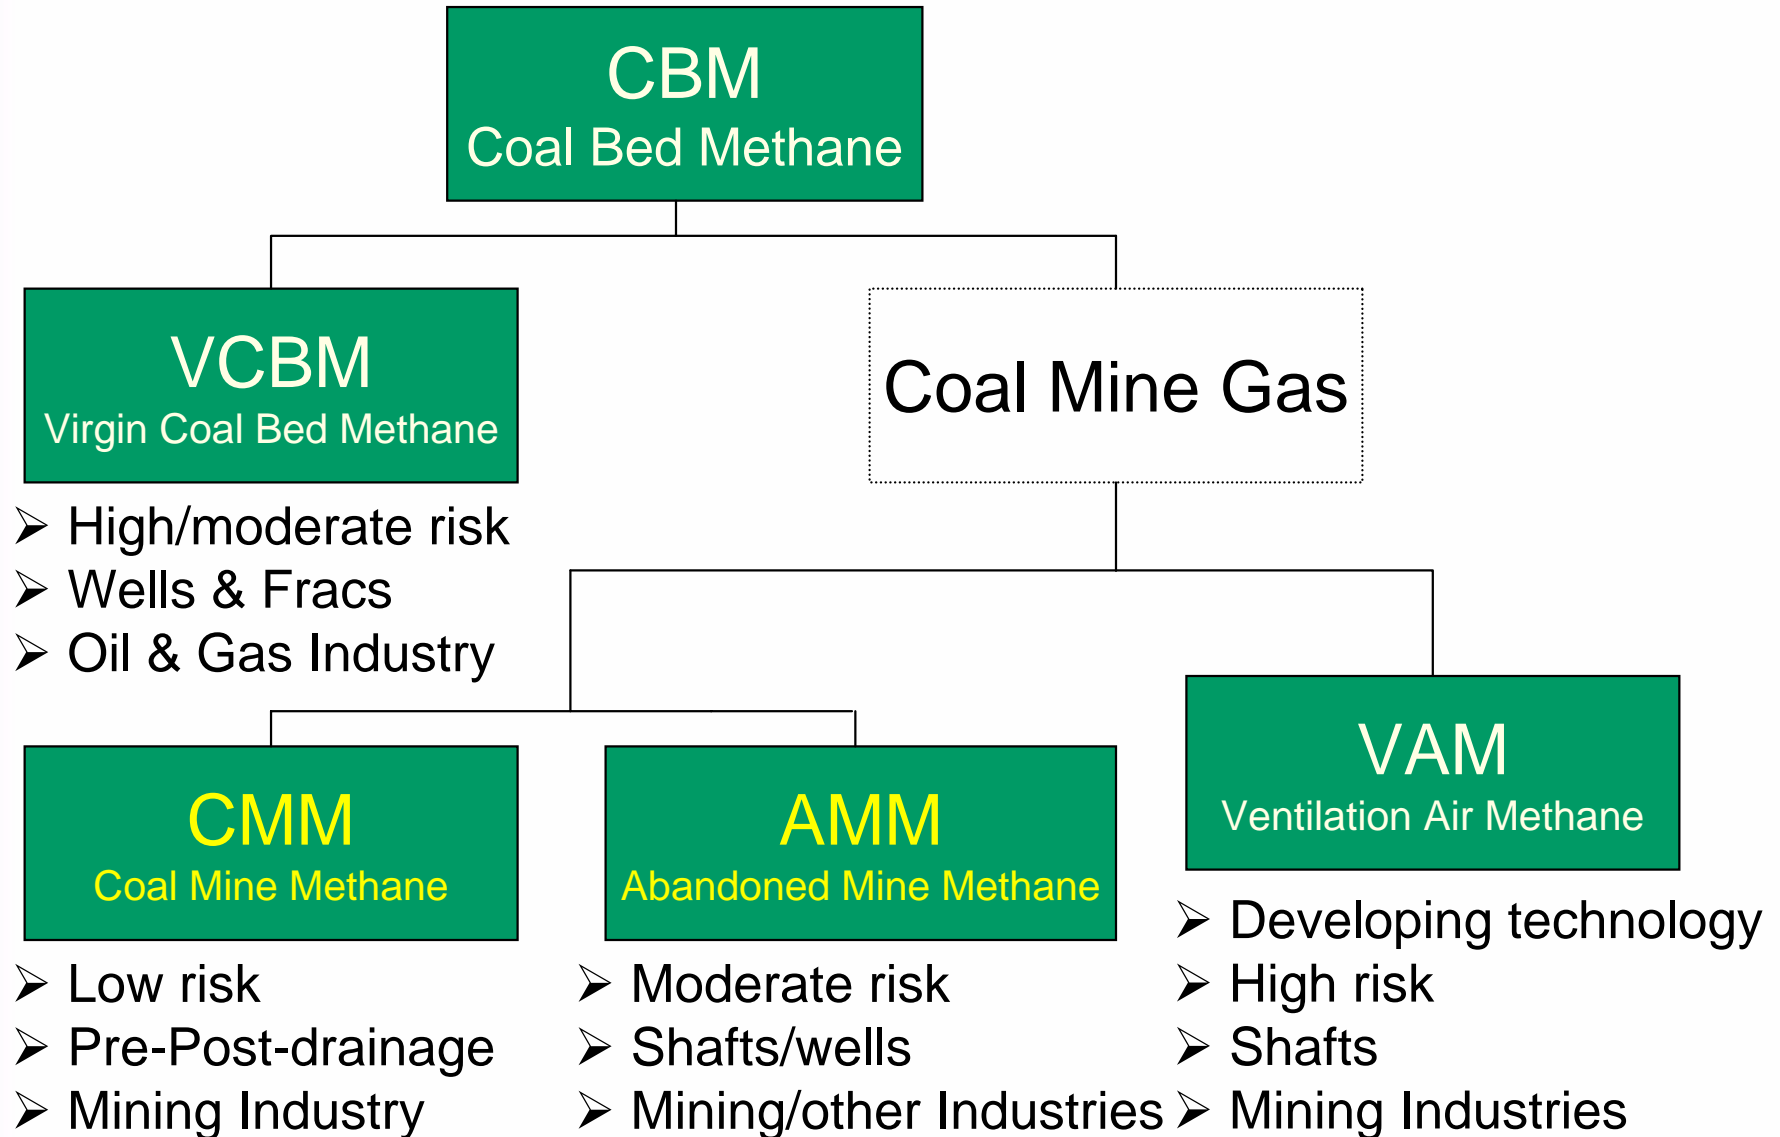 CBM
Coal Bed Methane
VCBM
Virgin Coal Bed Methane
➢ High/moderate risk
➢ Wells & Fracs
➢ Oil & Gas Industry
Coal Mine Gas
CMM
Coal Mine Methane
➢ Low risk
➢ Pre-Post-drainage
➢ Mining Industry
AMM
Abandoned Mine Methane
➢ Moderate risk
➢ Shafts/wells
➢ Mining/other Industries
VAM
Ventilation Air Methane
➢ Developing technology
➢ High risk
➢ Shafts
➢ Mining Industries